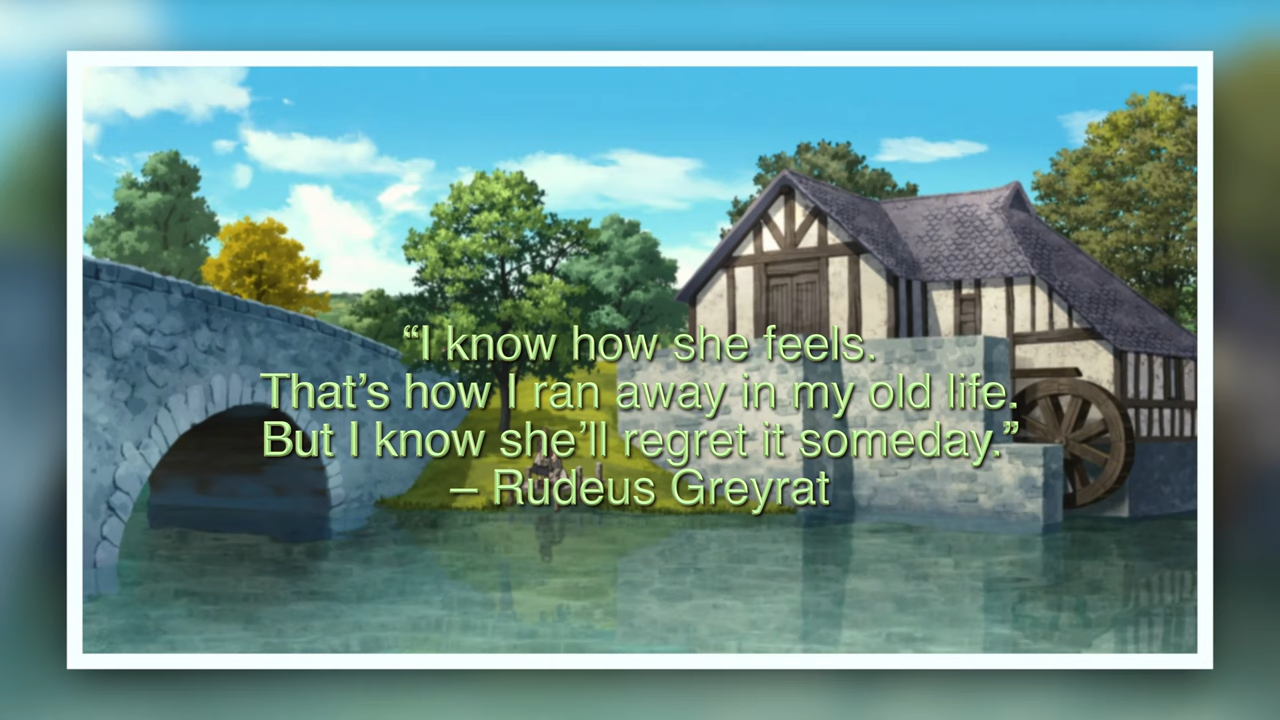 “I know how she feels.
That’s how I ran away in my old life.
But I know she’ll regret it someday.”
– Rudeus Greyrat